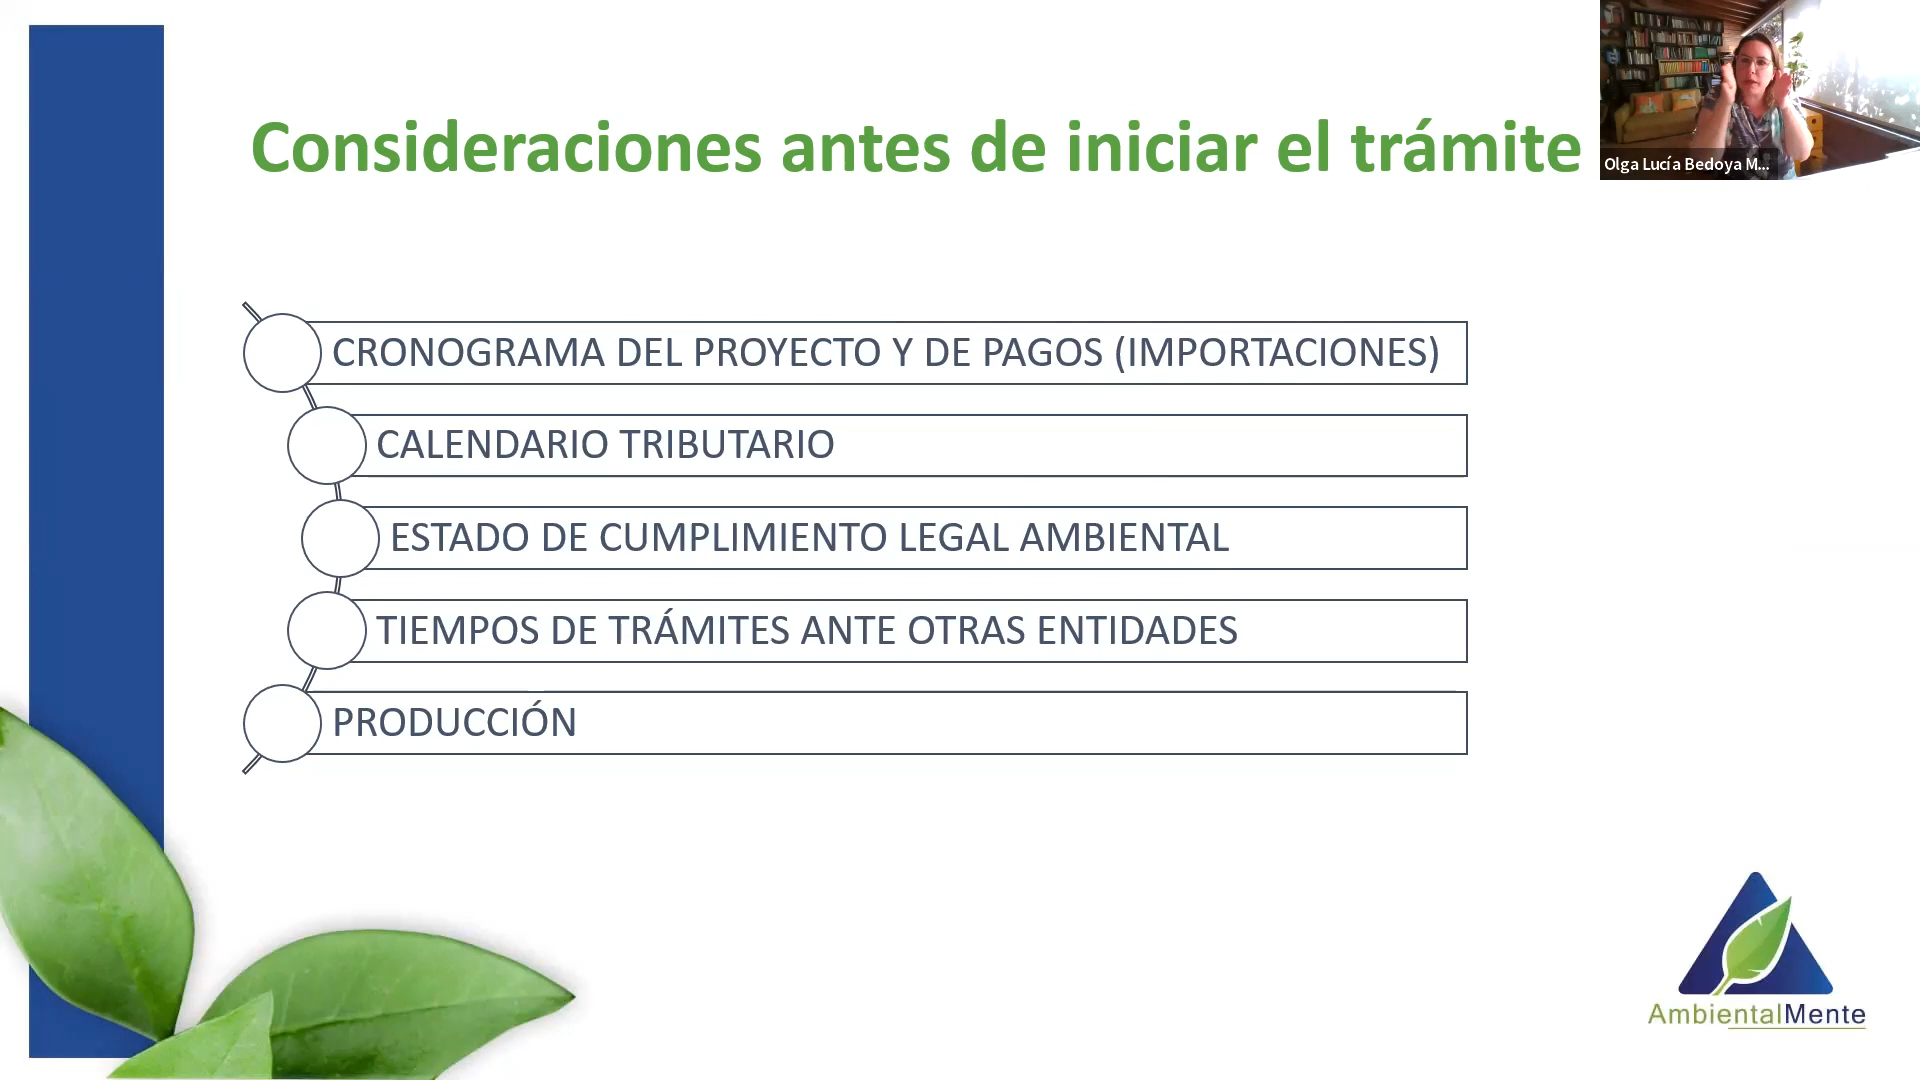 Consideraciones antes de iniciar el trámite
Olga Lucía Bedoya M...
CRONOGRAMA DEL PROYECTO Y DE PAGOS (IMPORTACIONES)
CALENDARIO TRIBUTARIO
ESTADO DE CUMPLIMIENTO LEGAL AMBIENTAL
TIEMPOS DE TRÁMITES ANTE OTRAS ENTIDADES
PRODUCCIÓN
AmbientalMente